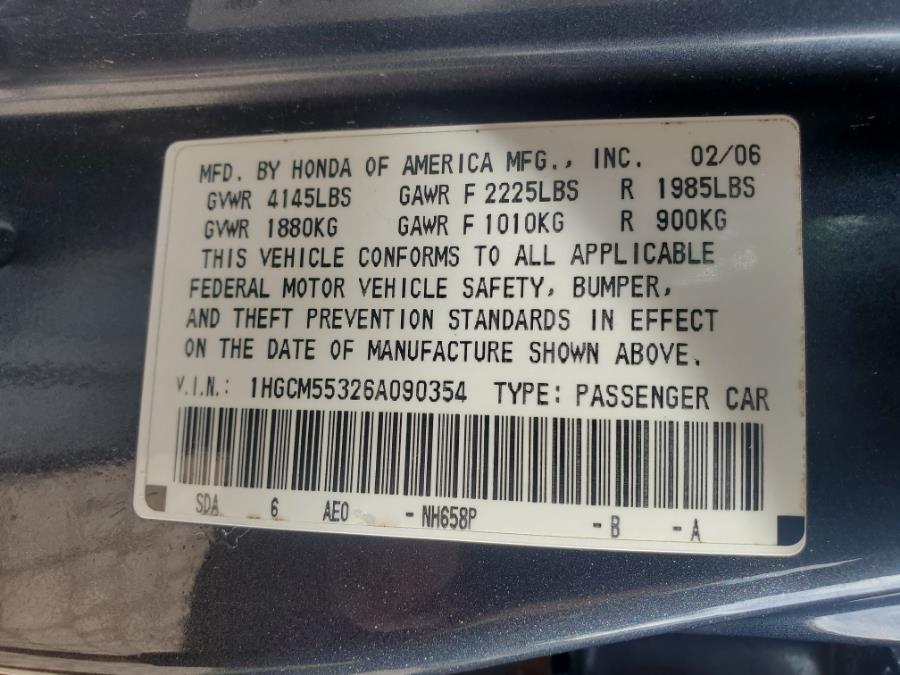 MFD. BY HONDA OF AMERICA MFG., INC. 02/06
GVWR 4145LBS GAWR F 2225LBS R 1985LBS
GVWR 1880KG GAWR F 1010KG R 900KG
THIS VEHICLE CONFORMS TO ALL APPLICABLE
FEDERAL MOTOR VEHICLE SAFETY, BUMPER,
AND THEFT PREVENTION STANDARDS IN EFFECT
ON THE DATE OF MANUFACTURE SHOWN ABOVE.
V.I.N.: 1HGCM55326A090354 TYPE: PASSENGER CAR
SDA 6 AE0 -NH658P -B -A